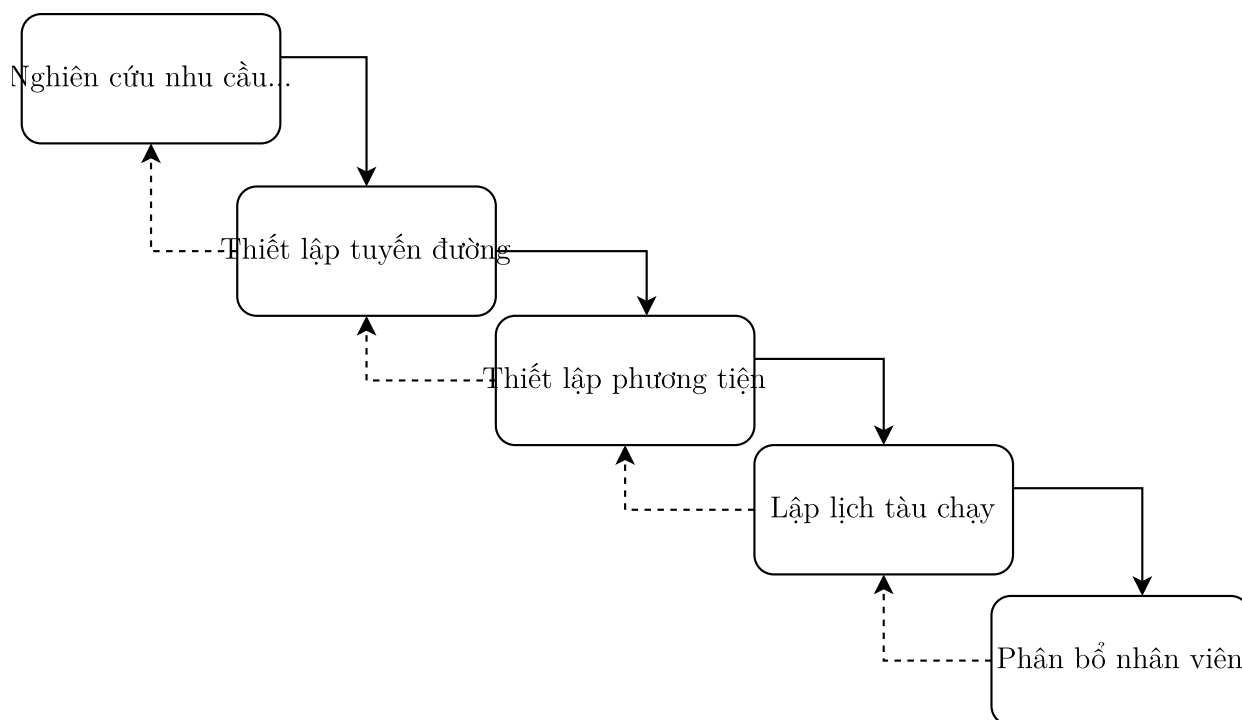 Nghiên cứu nhu cầu...
Thiết lập tuyến đường
Thiết lập phương tiện
Lập lịch tàu chạy
Phân bổ nhân viên